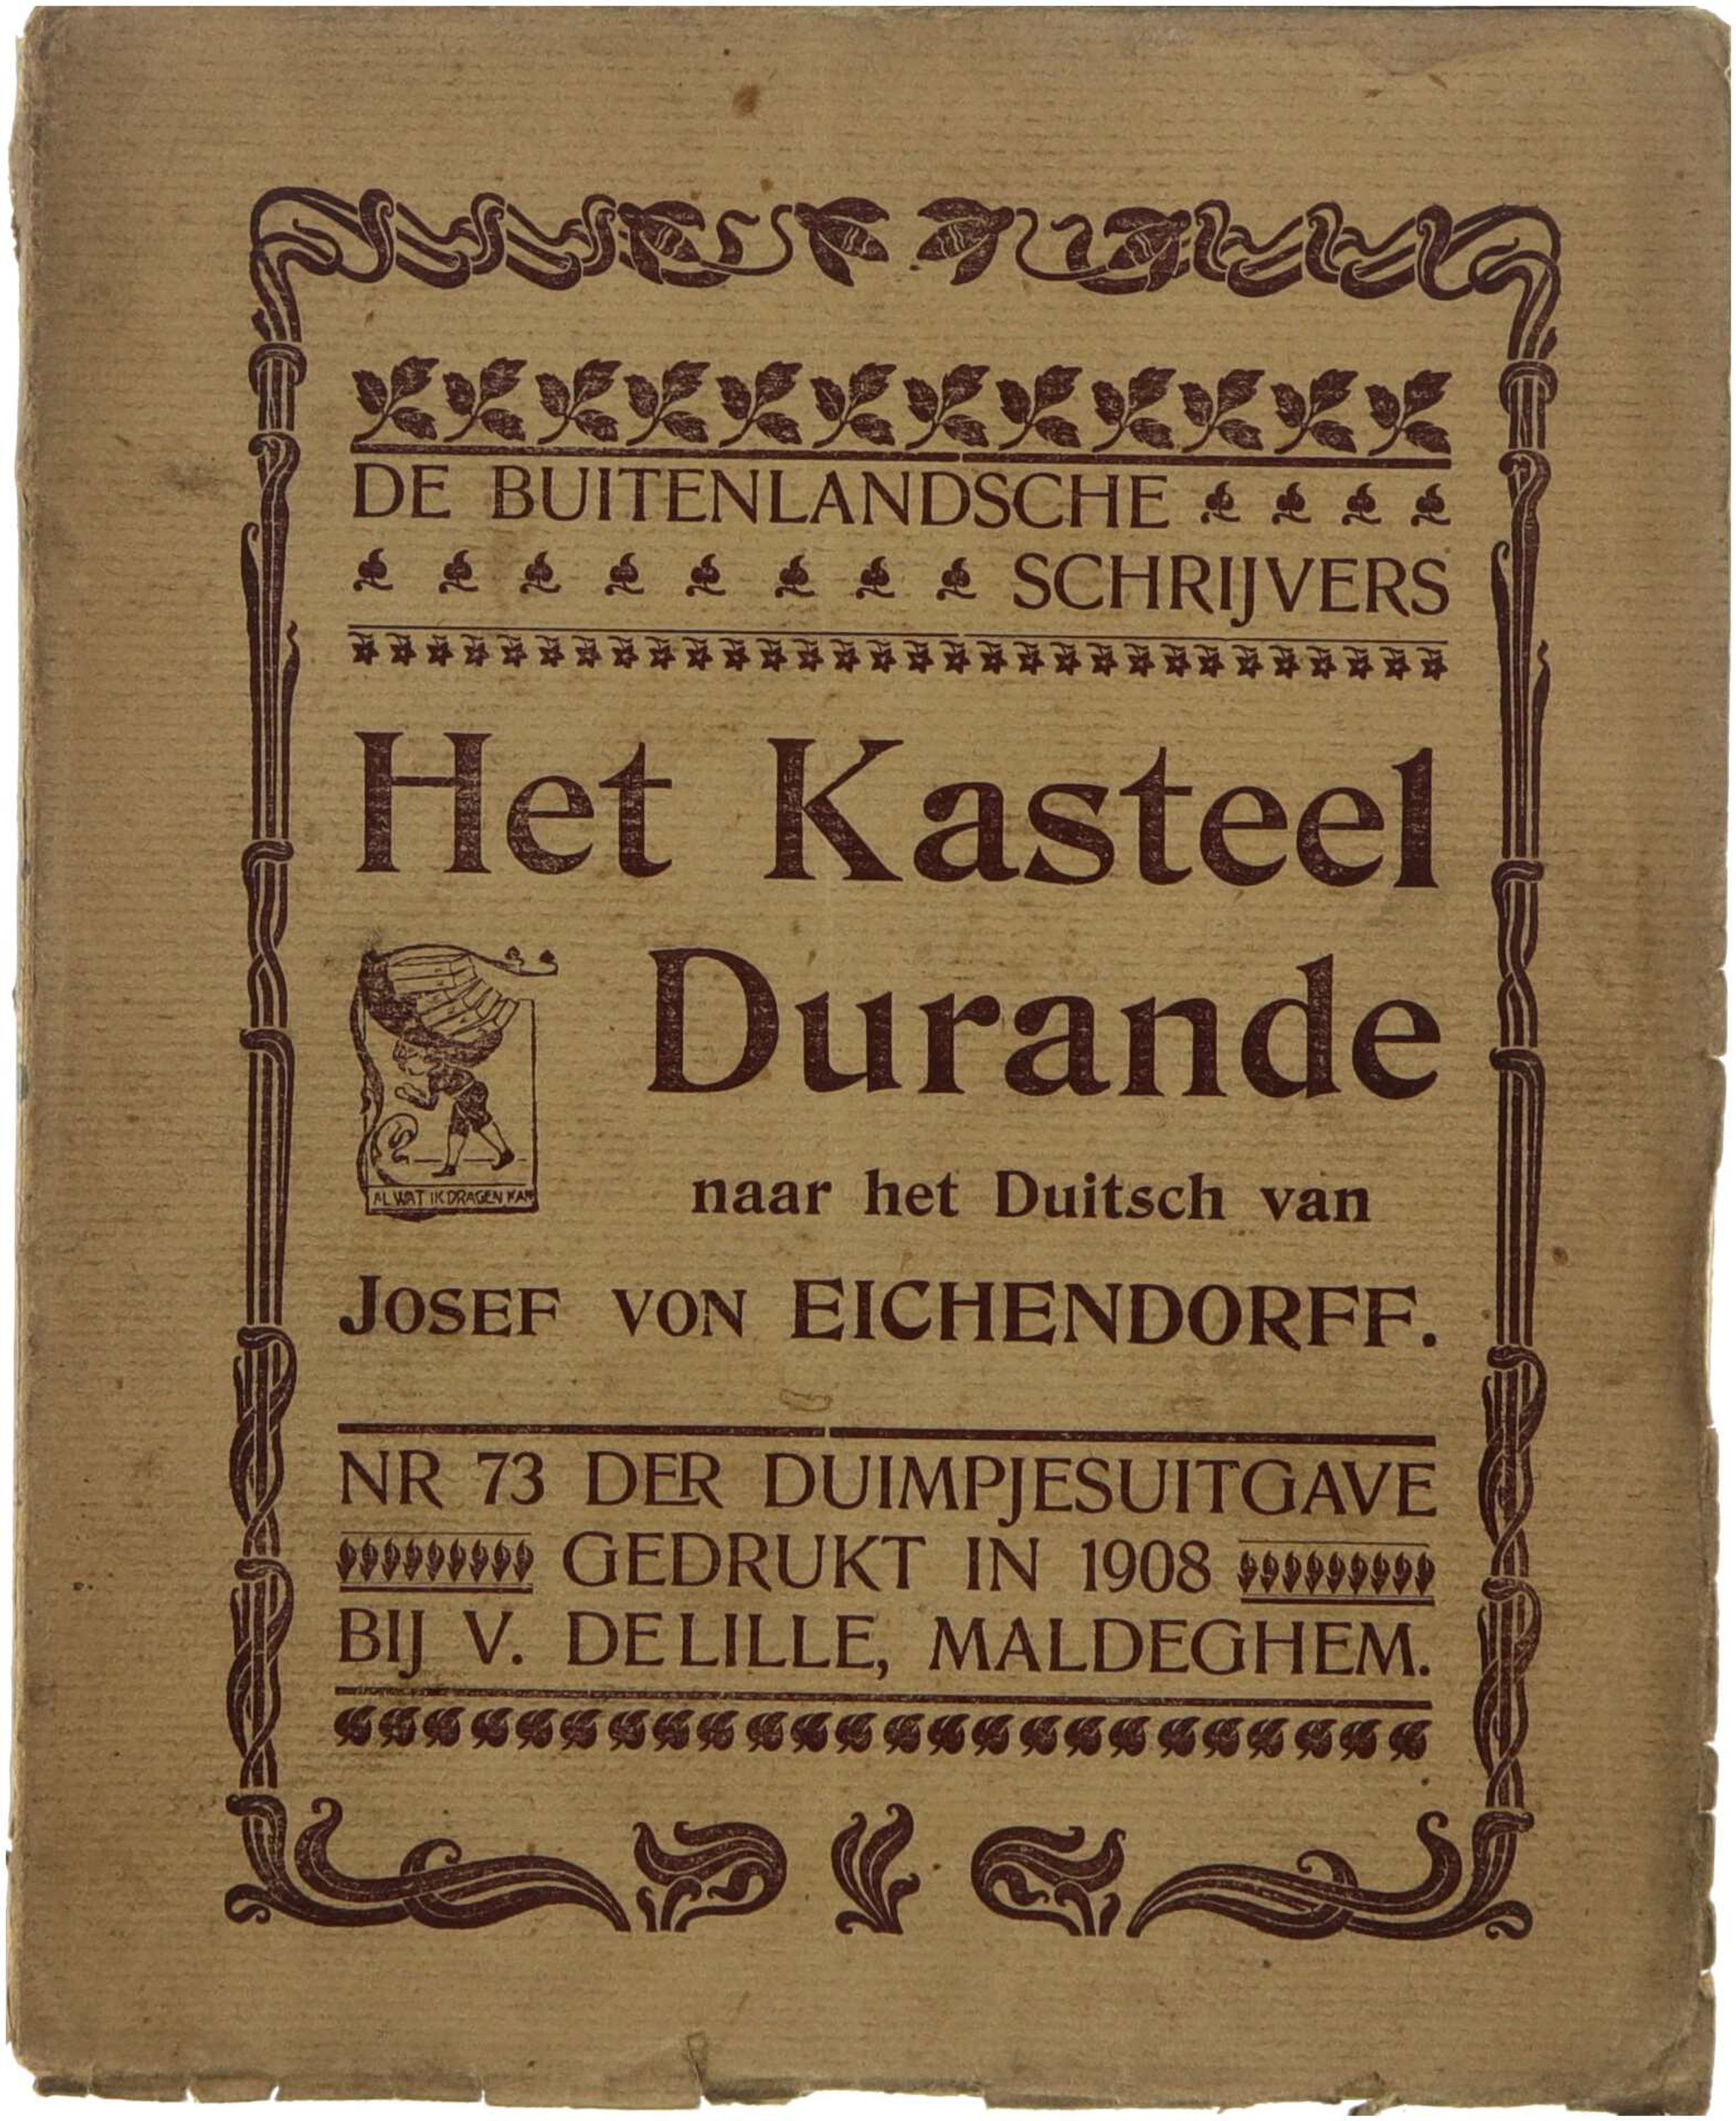 DE BUITENLANDSCHE
SCHRIJVERS
Het Kasteel
Durande
AL WAT IK DRAGEN KAN
naar het Duitsch van
JOSEF VON EICHENDORFF.
NR 73 DER DUIMPJESUITGAVE
GEDRUKT IN 1908
BIJ V. DELILLE, MALDEGHEM.